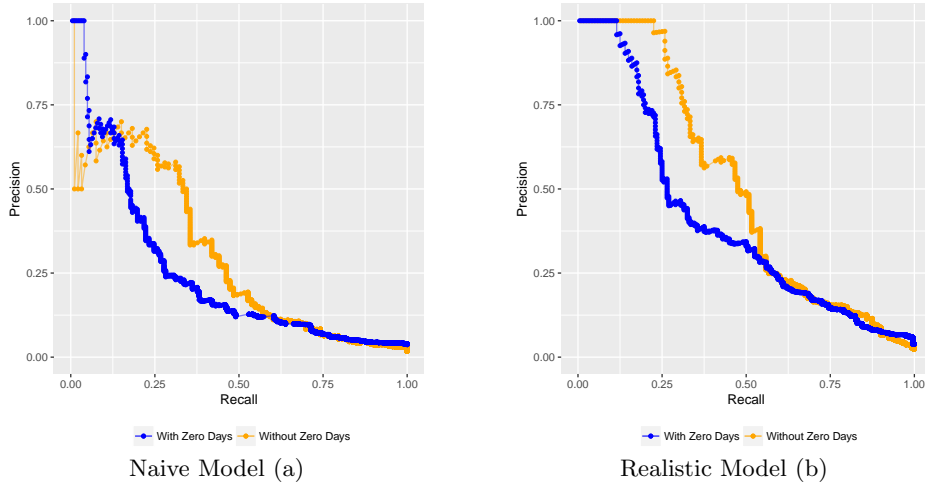 1.00
0.75
0.50
0.25
0.00
Precision
0.00 0.25 0.50 0.75 1.00
Recall
With Zero Days Without Zero Days
Naive Model (a)
1.00
0.75
0.50
0.25
0.00
Precision
0.00 0.25 0.50 0.75 1.00
Recall
With Zero Days Without Zero Days
Realistic Model (b)